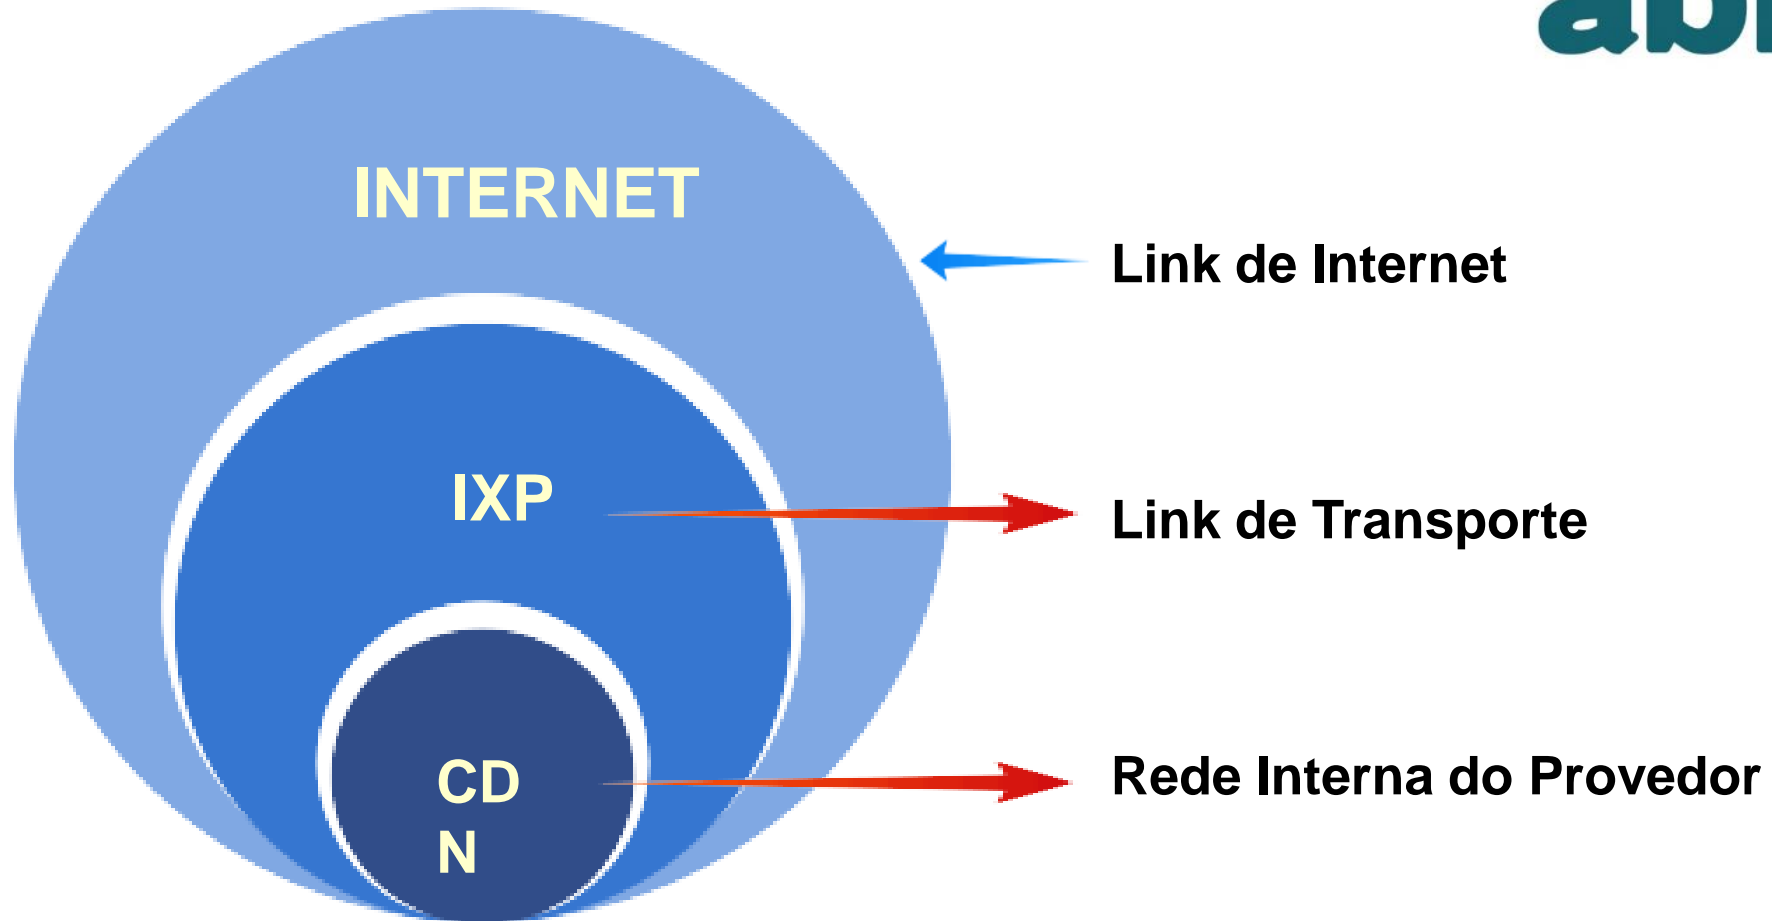 INTERNET
Link de Internet
IXP
Link de Transporte
CD
N
Rede Interna do Provedor